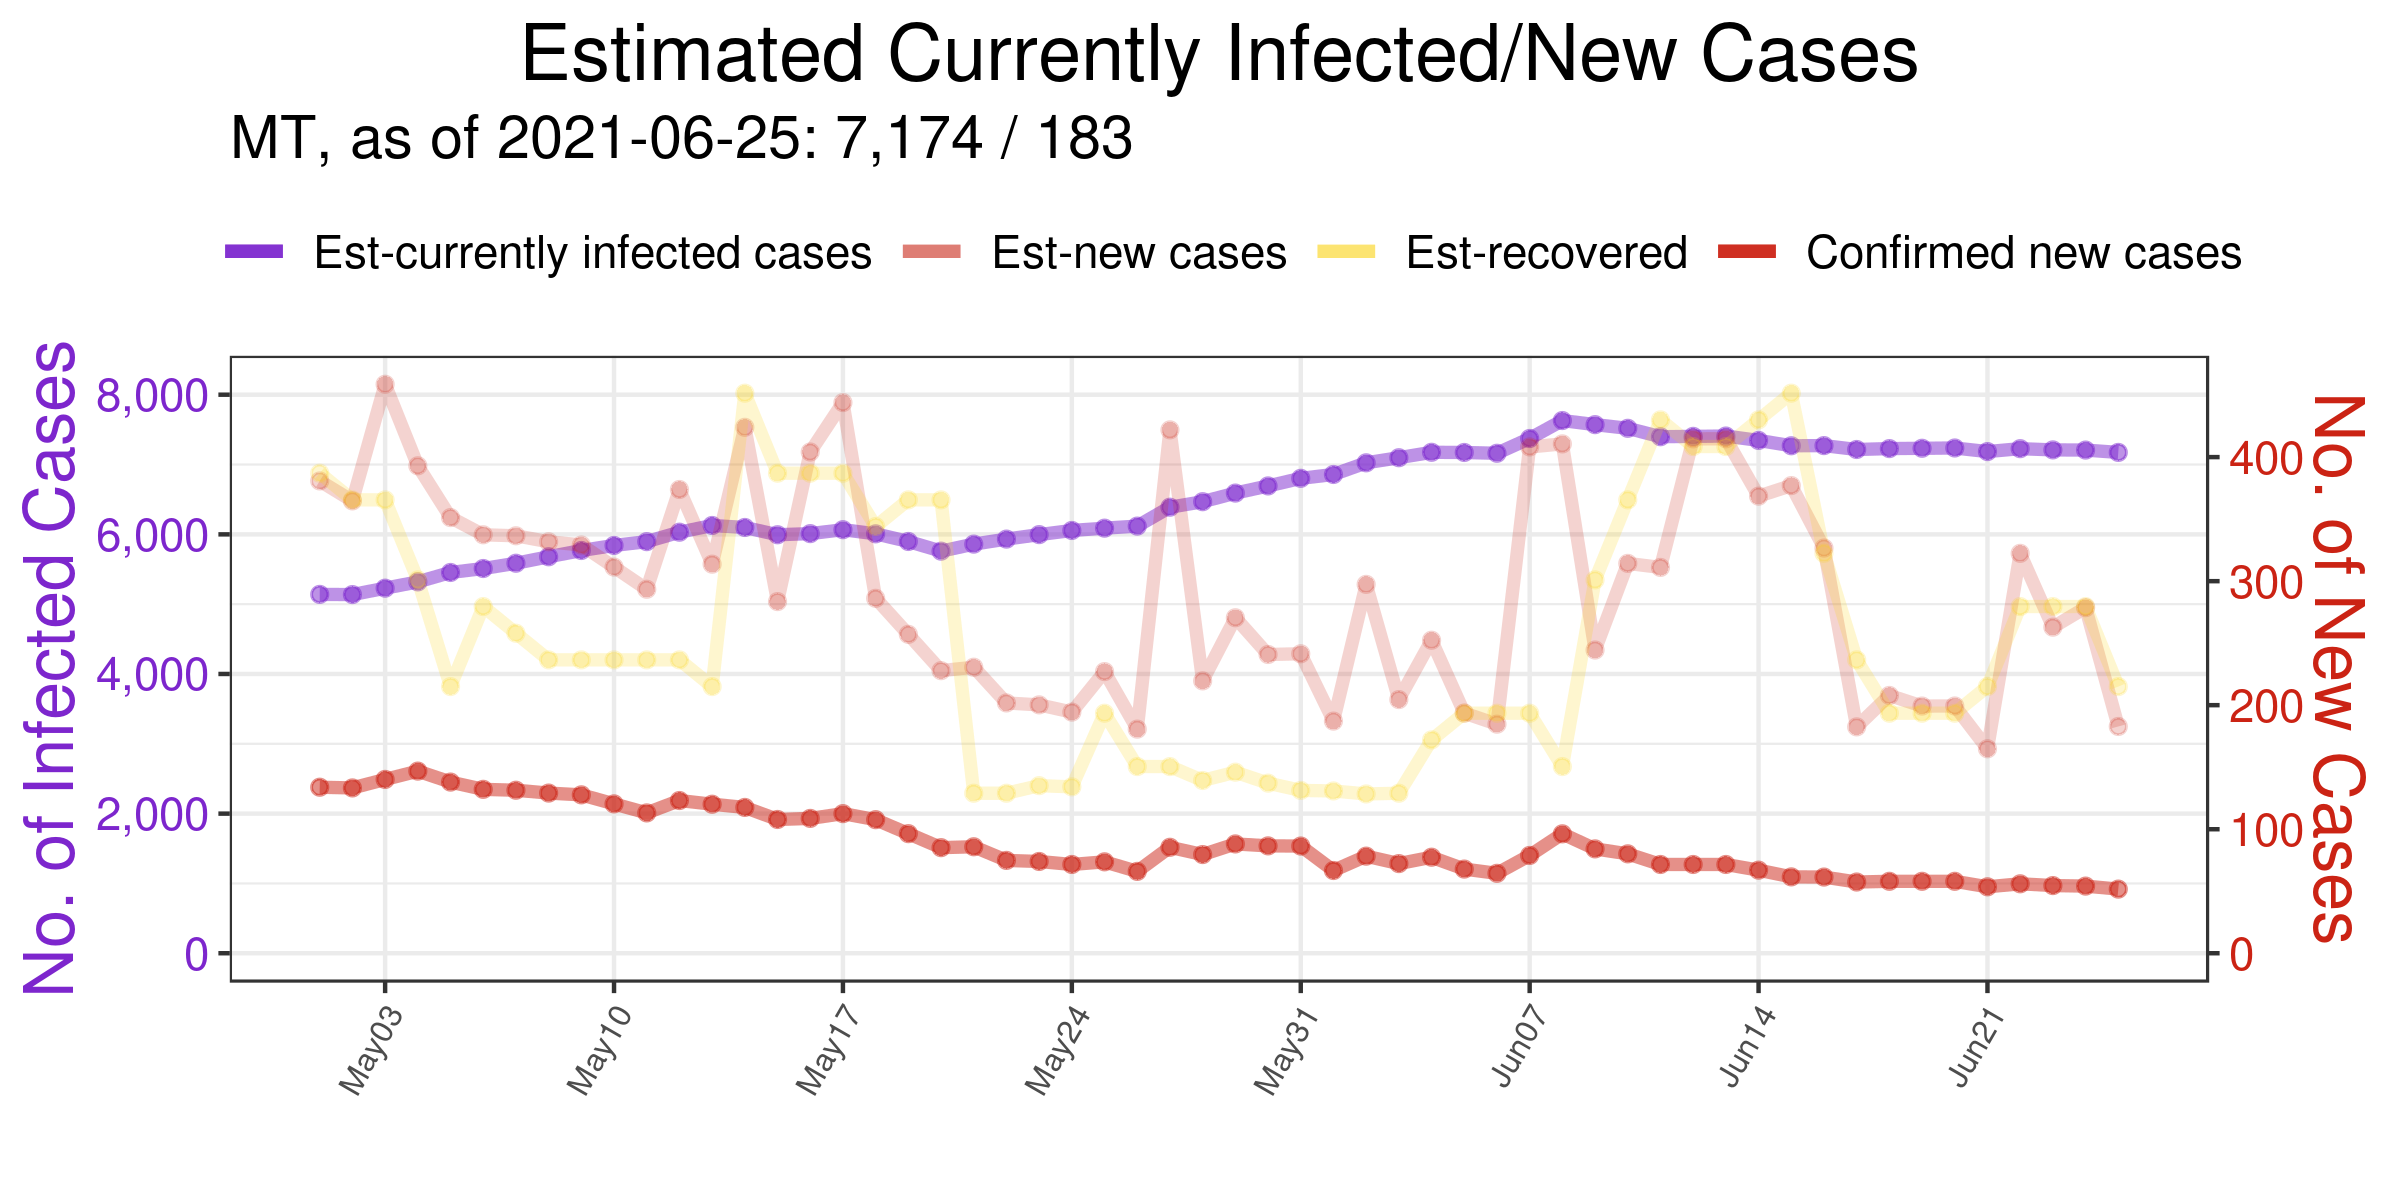 Estimated Currently Infected/New Cases
MT, as of 2021-06-25: 7,174 / 183
Est-currently infected cases Est-new cases Est-recovered Confirmed new cases
No. of Infected Cases
8,000
6,000
4,000
2,000
0
No. of New Cases
400
300
200
100
0
May03 May10 May17 May24 May31 Jun07 Jun14 Jun21